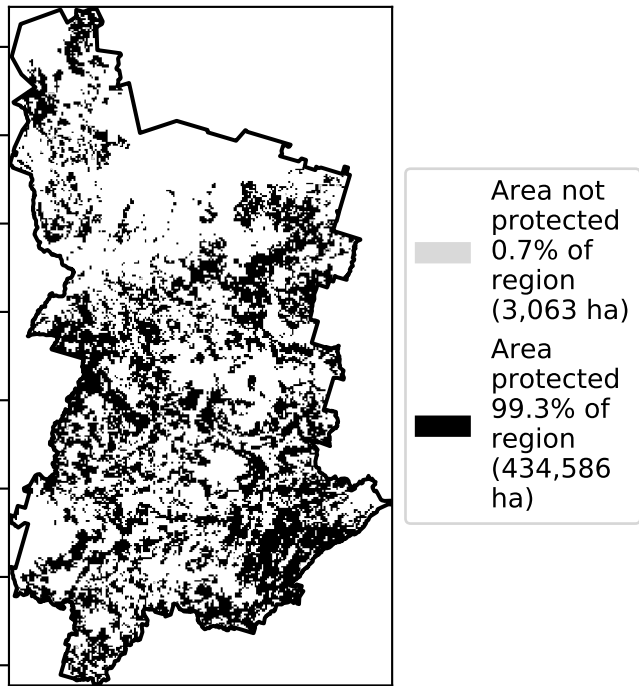 Area not
protected
0.7% of
region
(3,063 ha)
Area
protected
99.3% of
region
(434,586
ha)